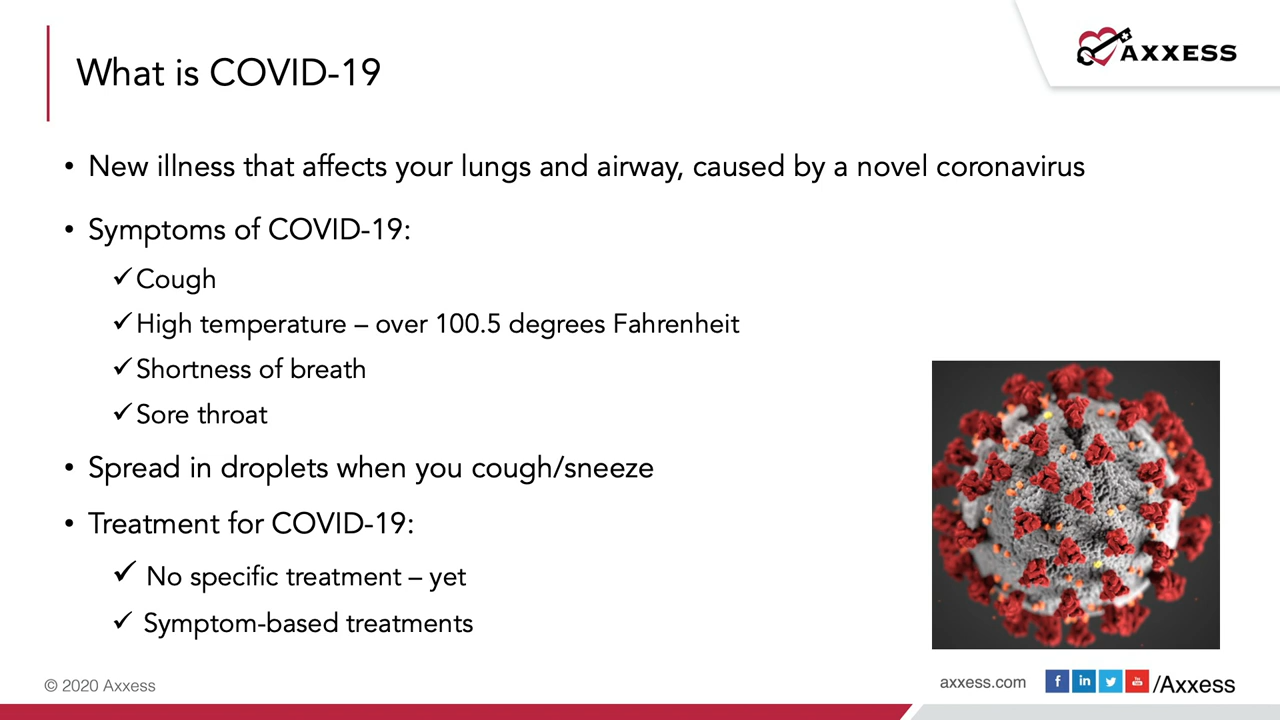 What is COVID-19
AXXESS
• New illness that affects your lungs and airway, caused by a novel coronavirus
• Symptoms of COVID-19:
✓Cough
✓High temperature – over 100.5 degrees Fahrenheit
✓Shortness of breath
✓Sore throat
• Spread in droplets when you cough/sneeze
• Treatment for COVID-19:
✓ No specific treatment – yet
✓ Symptom-based treatments
© 2020 Axxess
axxess.com f in You Tube /Axxess